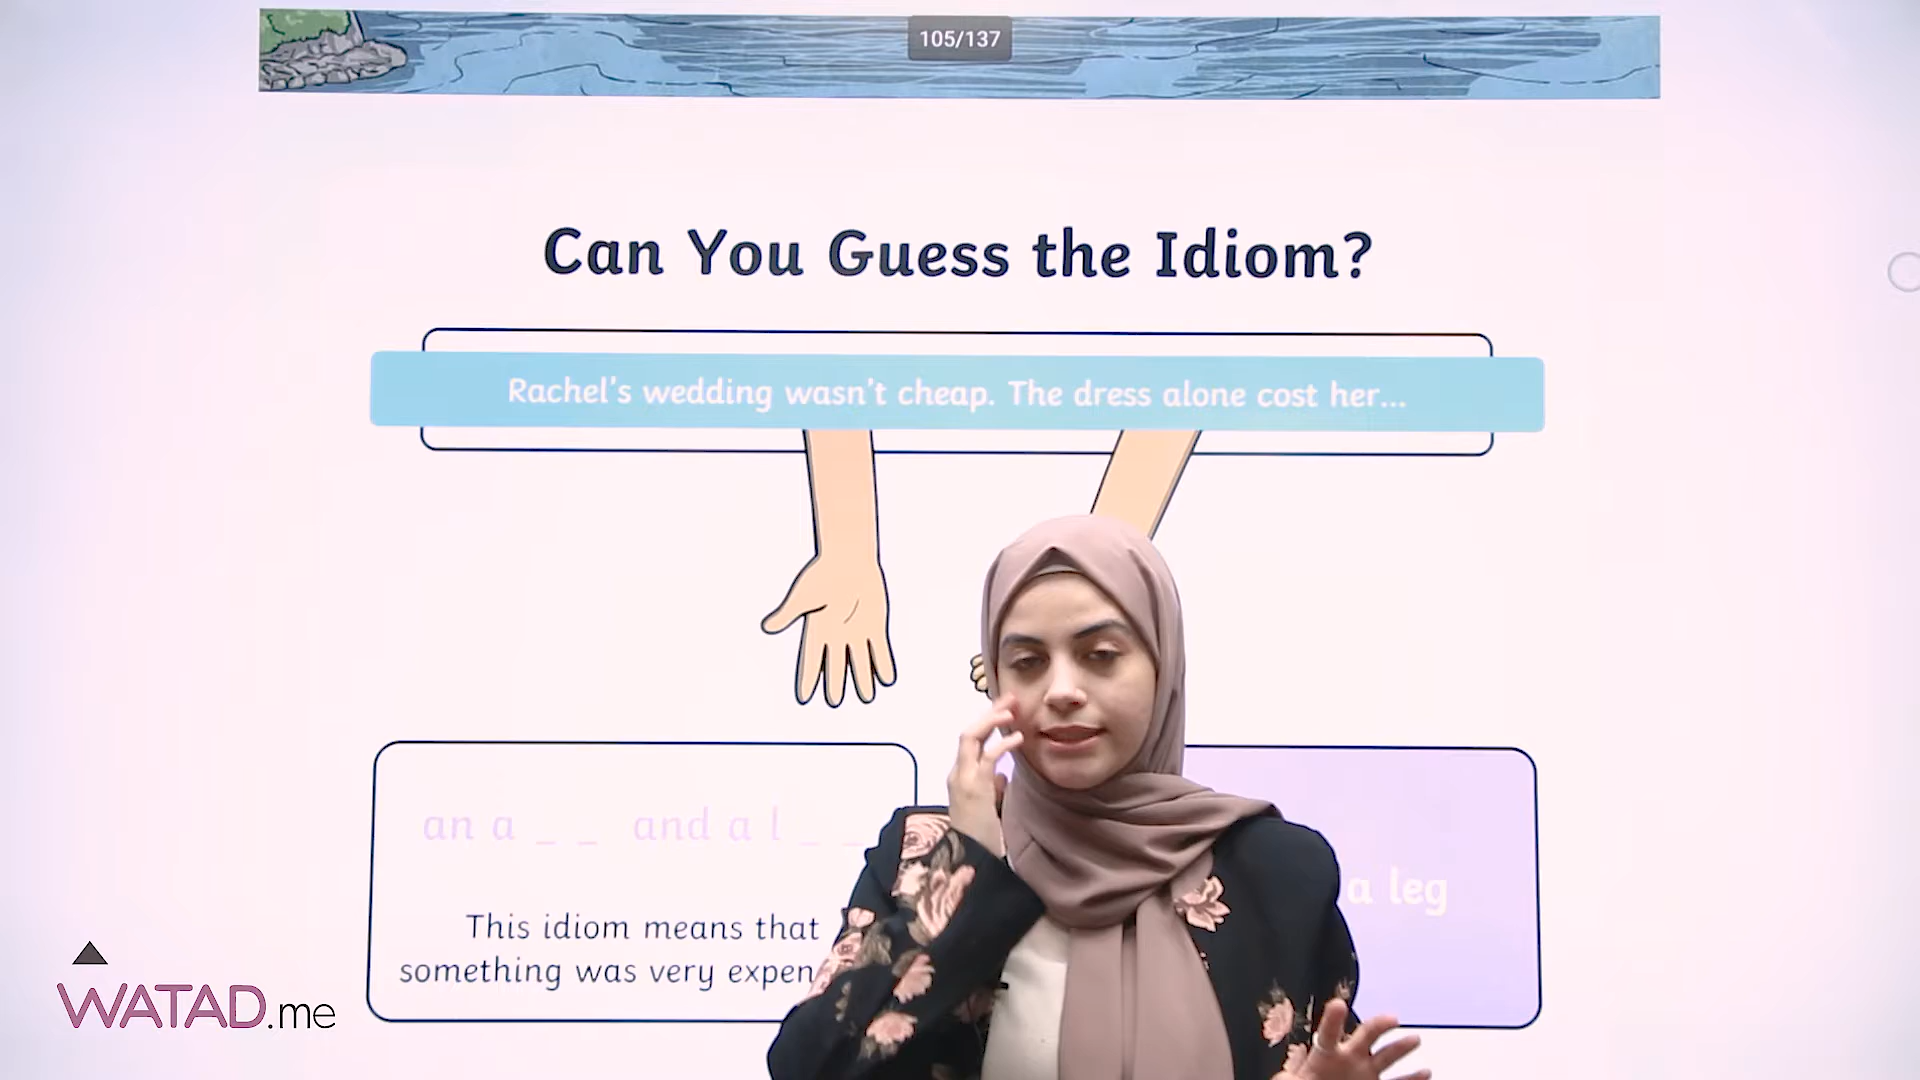 105/137
Can You Guess the Idiom?
Rachel's wedding wasn't cheap. The dress alone cost her...
an a _ _ and a l _ _
This idiom means that
something was very expen
a leg
WATAD.me